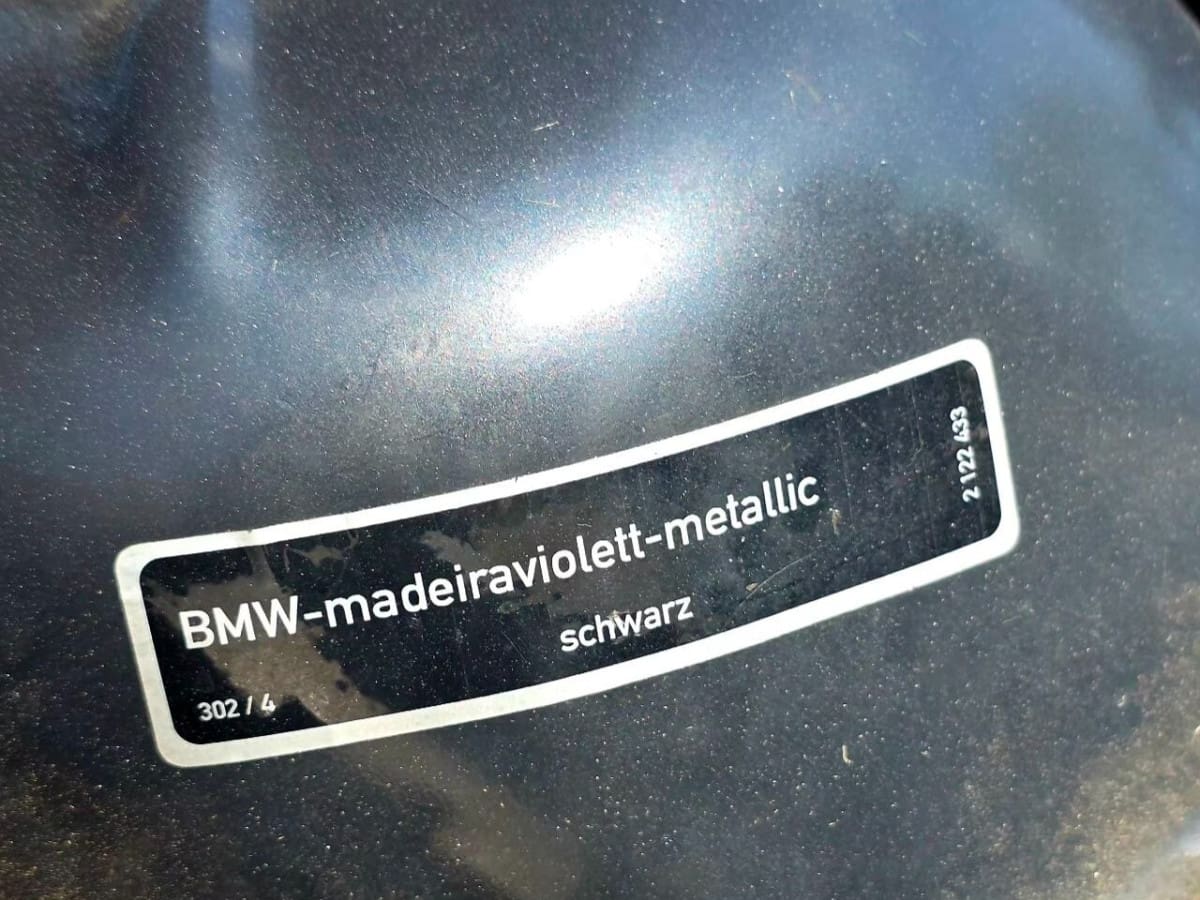 BMW-madeiraviolett-metallic
schwarz
302 / 4
2 122 433